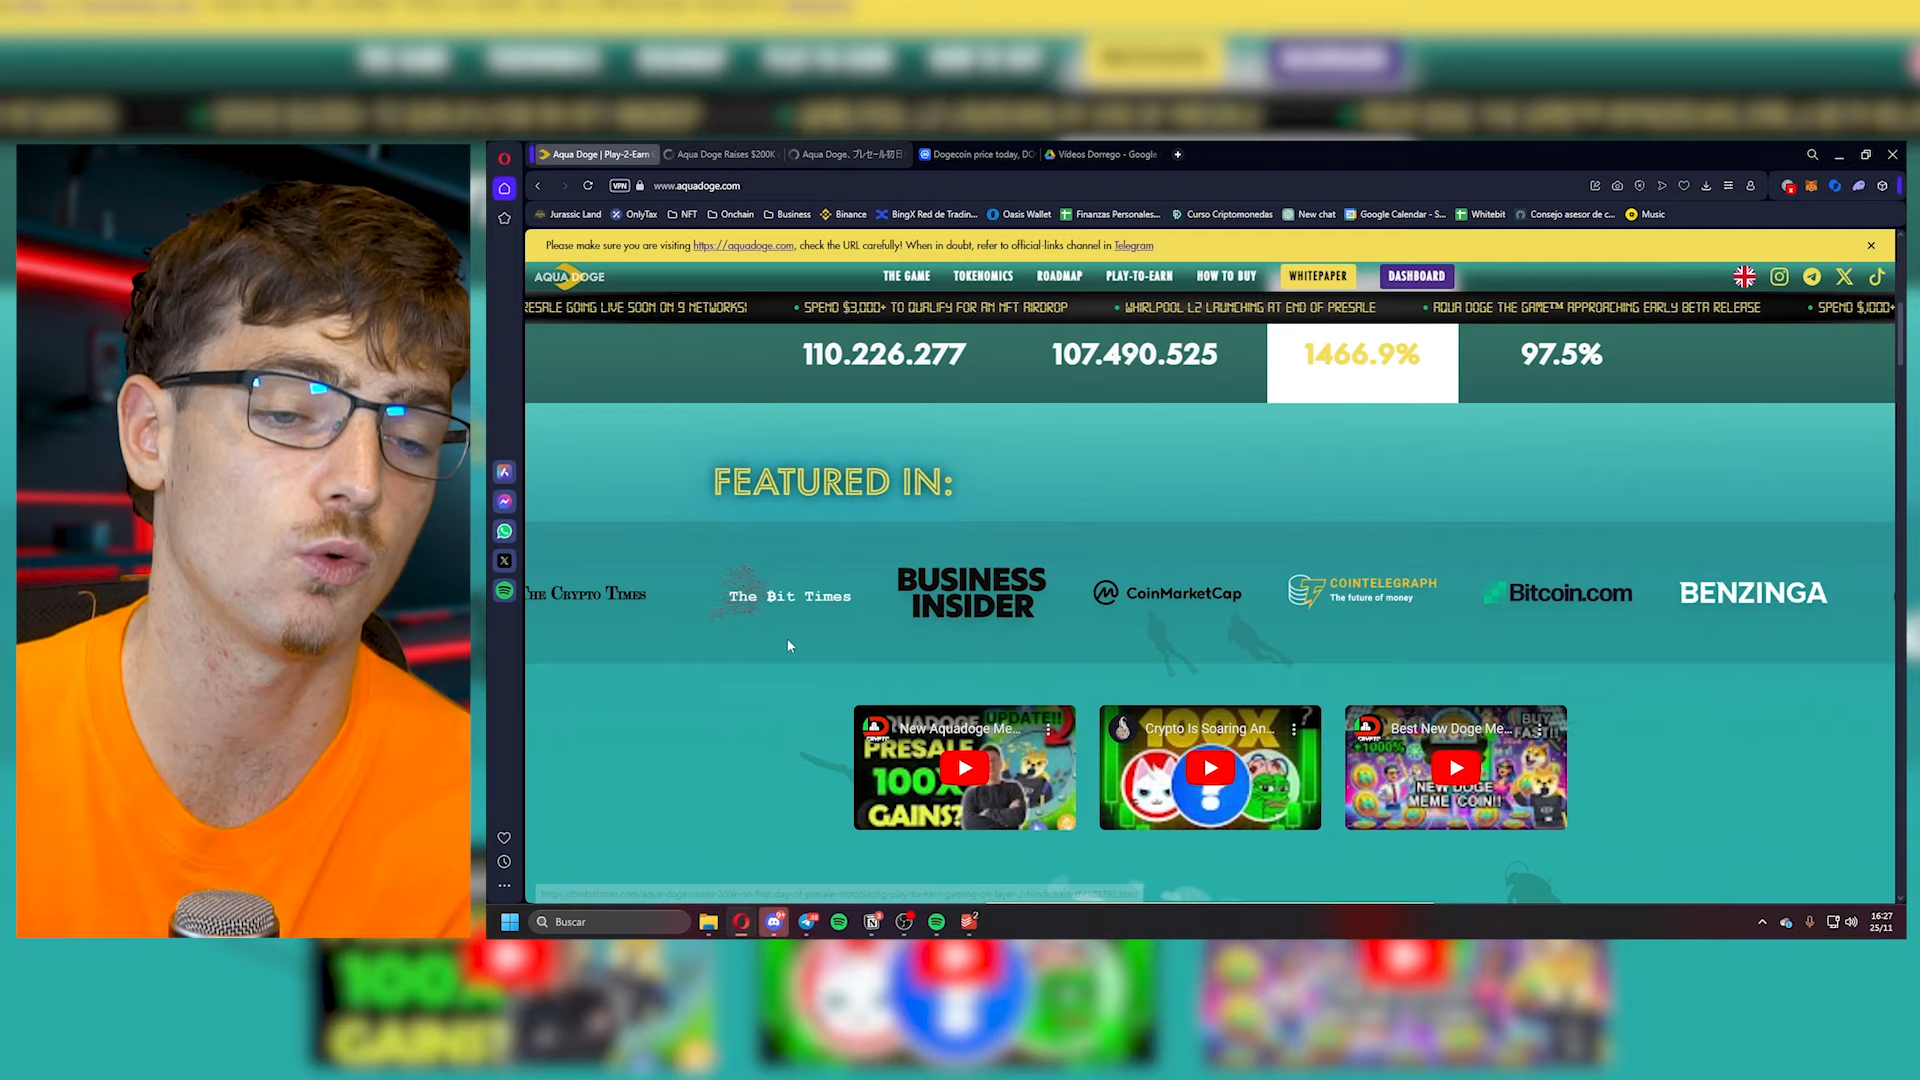 Aqua Doge | Play-2-Earn
Aqua Doge Raises $200K
Aqua Doge、プレセール初日
Dogecoin price today, DO
Vídeos Dorrego - Google
VPN
www.aquadoge.com
Jurassic Land
OnlyTax
NFT
Onchain
Business
Binance
BingX Red de Tradin...
Oasis Wallet
Finanzas Personales...
Curso Criptomonedas
New chat
Google Calendar - S...
Whitebit
Consejo asesor de c...
Music
Please make sure you are visiting https://aquadoge.com, check the URL carefully! When in doubt, refer to official-links channel in Telegram
AQUA DOGE
THE GAME
TOKENOMICS
ROADMAP
PLAY-TO-EARN
HOW TO BUY
WHITEPAPER
DASHBOARD
RESALE GOING LIVE SOON ON 9 NETWORKS!
SPEND $3,000+ TO QUALIFY FOR AN NFT AIRDROP
WHIRLPOOL L2 LAUNCHING AT END OF PRESALE
AQUA DOGE THE GAME™ APPROACHING EARLY BETA RELEASE
SPEND $1,000+
110.226.277
107.490.525
1466.9%
97.5%
FEATURED IN:
THE CRYPTO TIMES
The Bit Times
BUSINESS
INSIDER
CoinMarketCap
COINTELEGRAPH
The future of money
Bitcoin.com
BENZINGA
New Aquadoge Me...
UPDATE!!
PRESALE
100X
GAINS?
Crypto Is Soaring An...
100X
?
Best New Doge Me...
BUY
FAST!!
+1000%
NEW DOGE
MEME COIN!!
Buscar
16:27
25/11